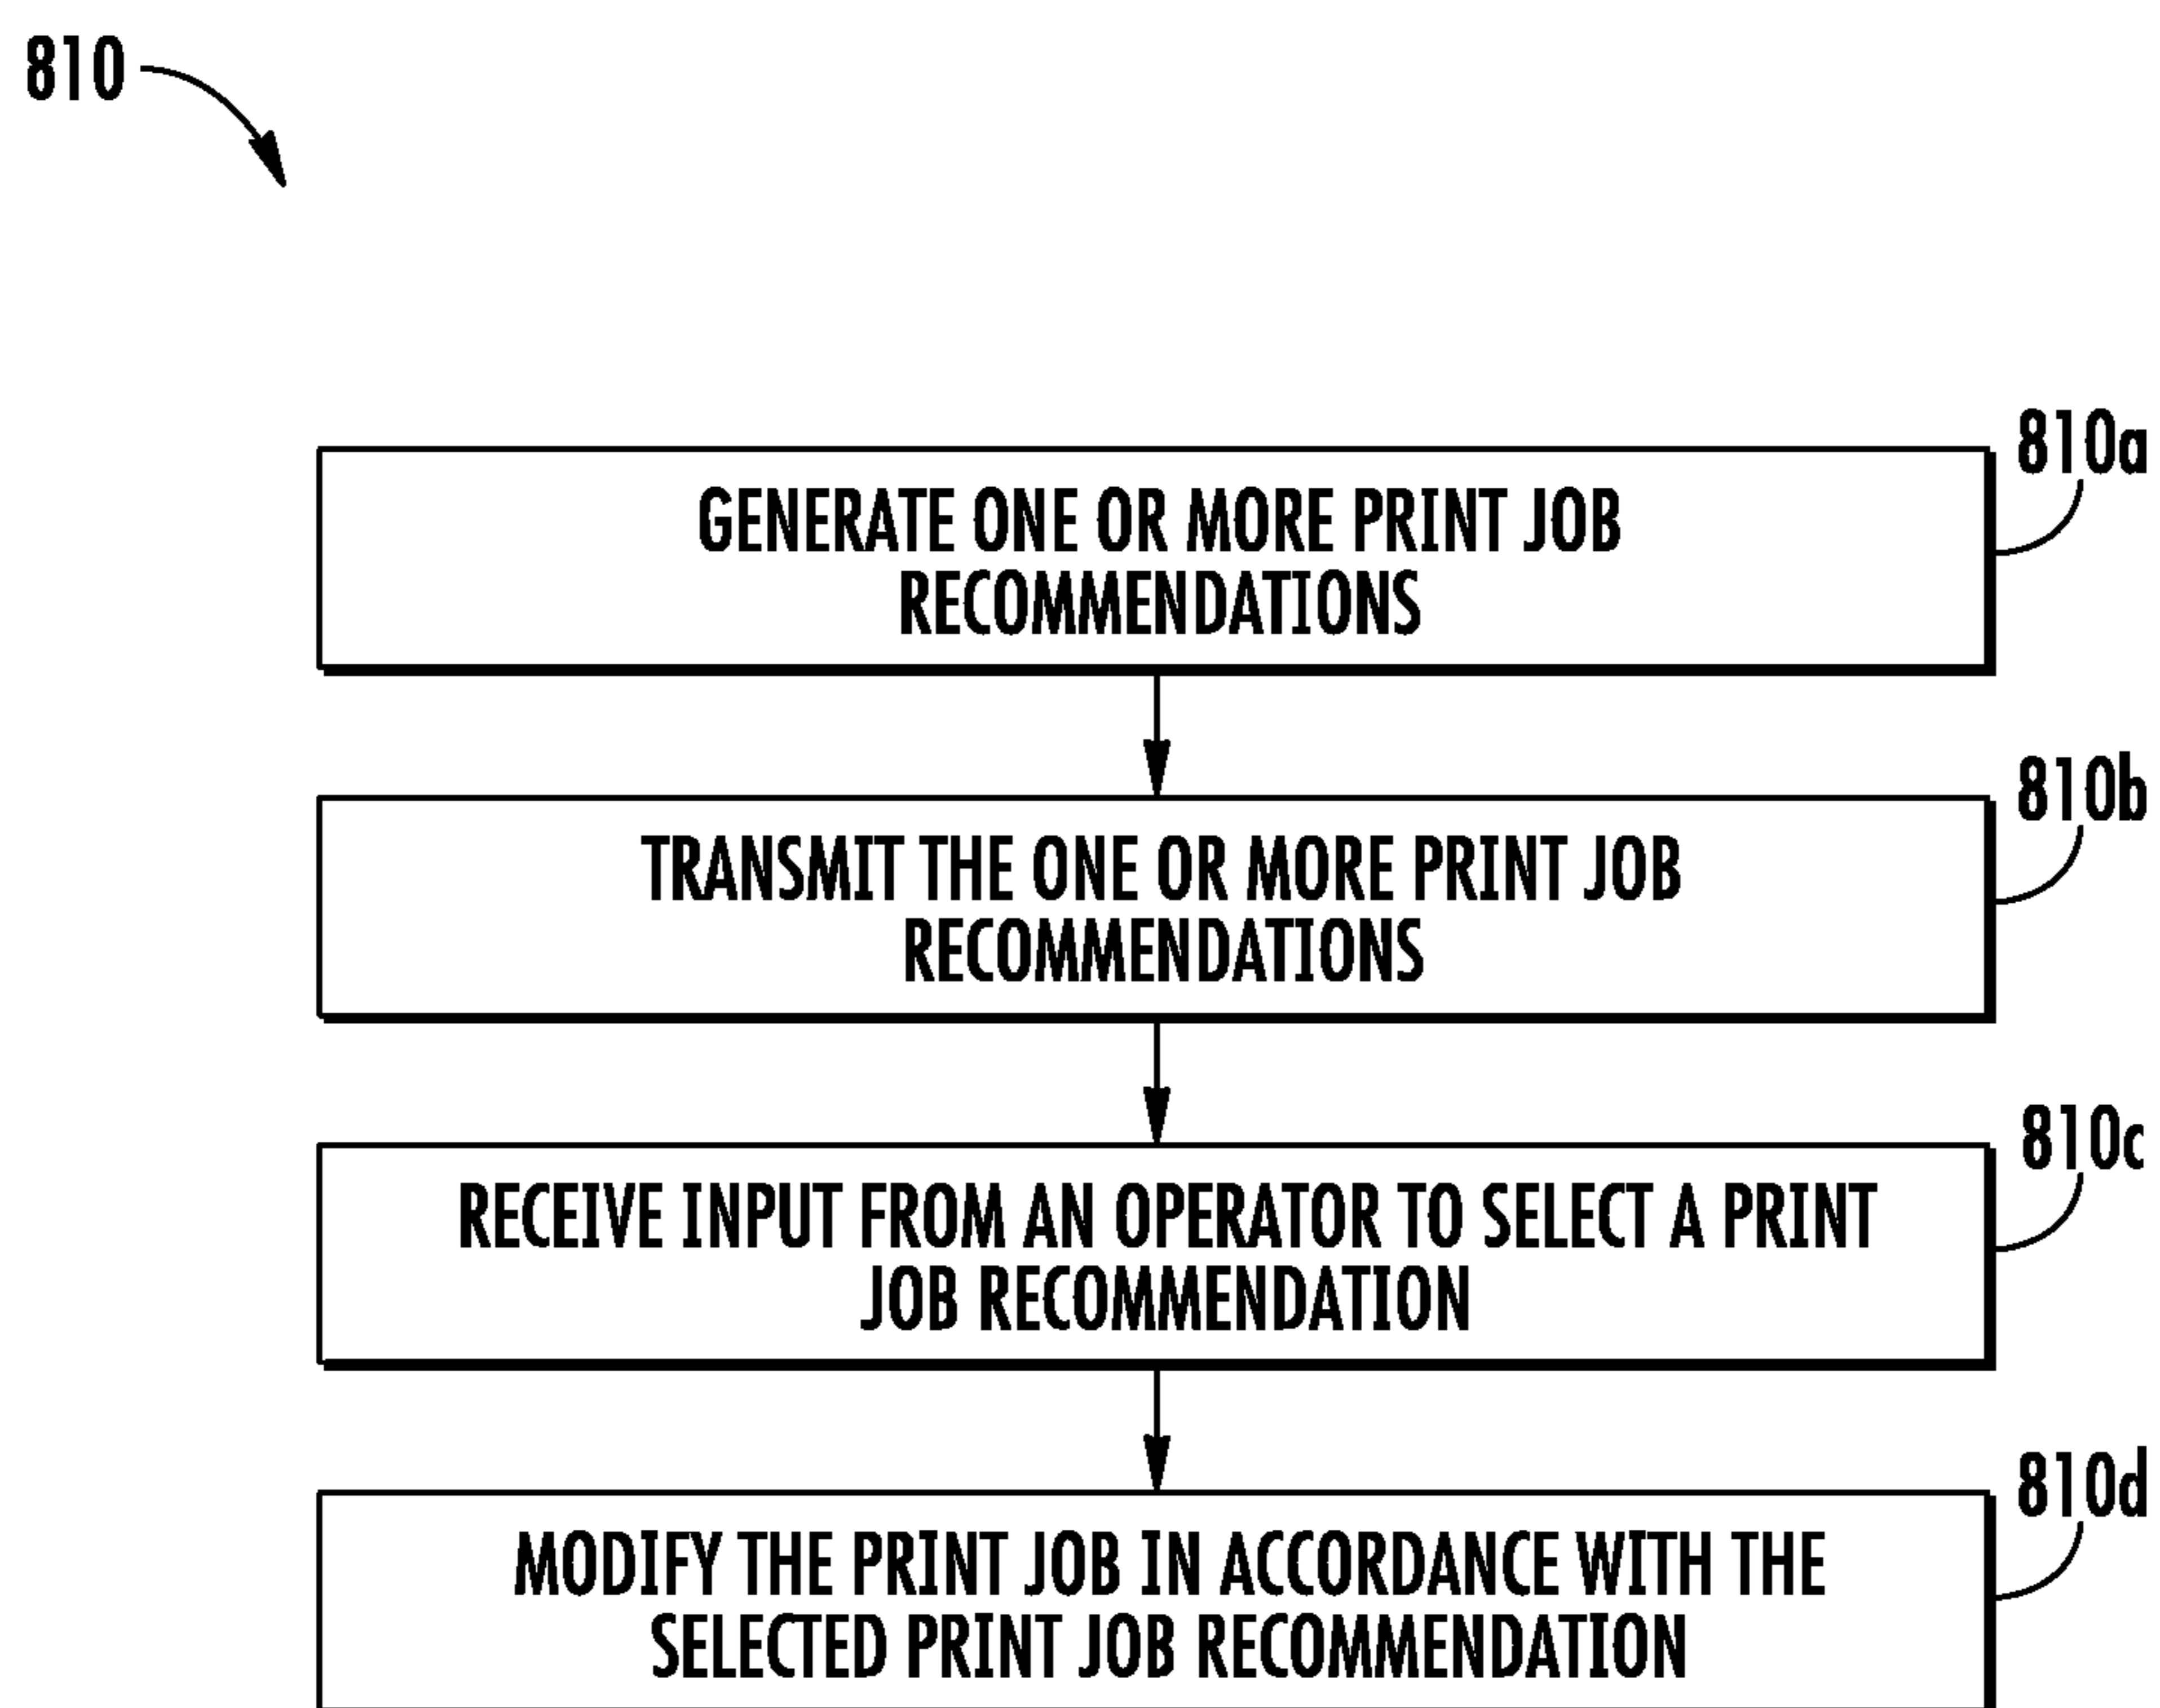 810
810a
GENERATE ONE OR MORE PRINT JOB
RECOMMENDATIONS
810b
TRANSMIT THE ONE OR MORE PRINT JOB
RECOMMENDATIONS
810c
RECEIVE INPUT FROM AN OPERATOR TO SELECT A PRINT
JOB RECOMMENDATION
810d
MODIFY THE PRINT JOB IN ACCORDANCE WITH THE
SELECTED PRINT JOB RECOMMENDATION